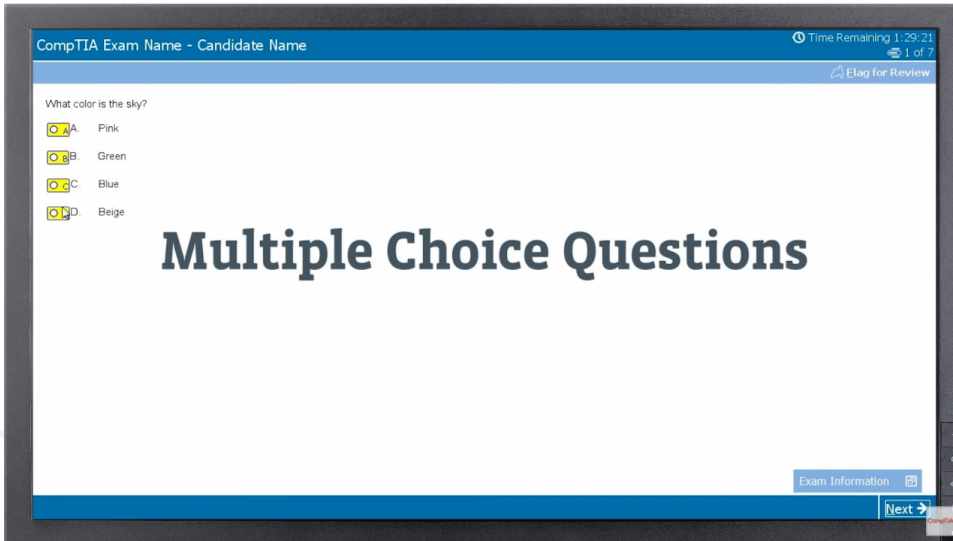 CompTIA Exam Name - Candidate Name
Time Remaining 1:29:21
1 of 7
Flag for Review
What color is the sky?
A A. Pink
B B. Green
C C. Blue
D. Beige
Multiple Choice Questions
Exam Information
Next
CompTIA